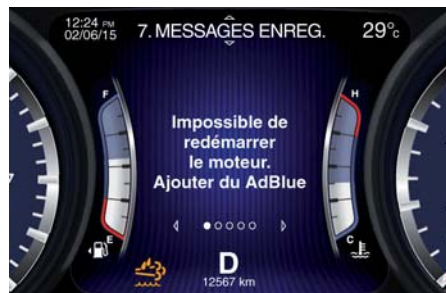 12:24 PM
02/06/15
7. MESSAGES ENREG.
29°c
F
H
Impossible de
redémarrer
le moteur.
Ajouter du AdBlue
E
C
D
12567 km